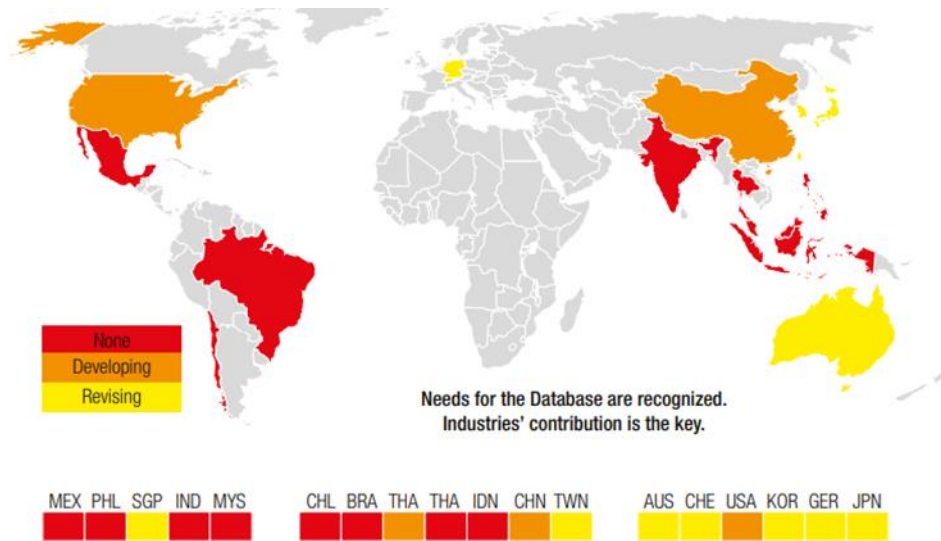 None
Developing
Revising
Needs for the Database are recognized.
Industries' contribution is the key.
MEX PHL SGP IND MYS
CHL BRA THA THA IDN CHN TWN
AUS CHE USA KOR GER JPN